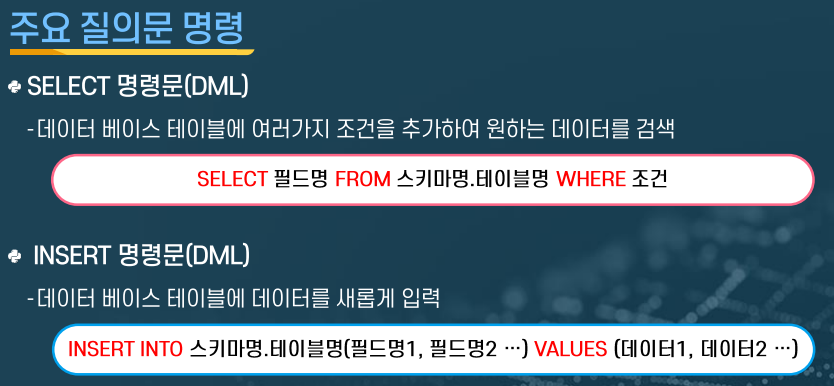 주요 질의문 명령
SELECT 명령문(DML)
-데이터 베이스 테이블에 여러가지 조건을 추가하여 원하는 데이터를 검색
SELECT 필드명 FROM 스키마명.테이블명 WHERE 조건
INSERT 명령문(DML)
-데이터 베이스 테이블에 데이터를 새롭게 입력
INSERT INTO 스키마명.테이블명(필드명1, 필드명2 …) VALUES (데이터1, 데이터2 …)